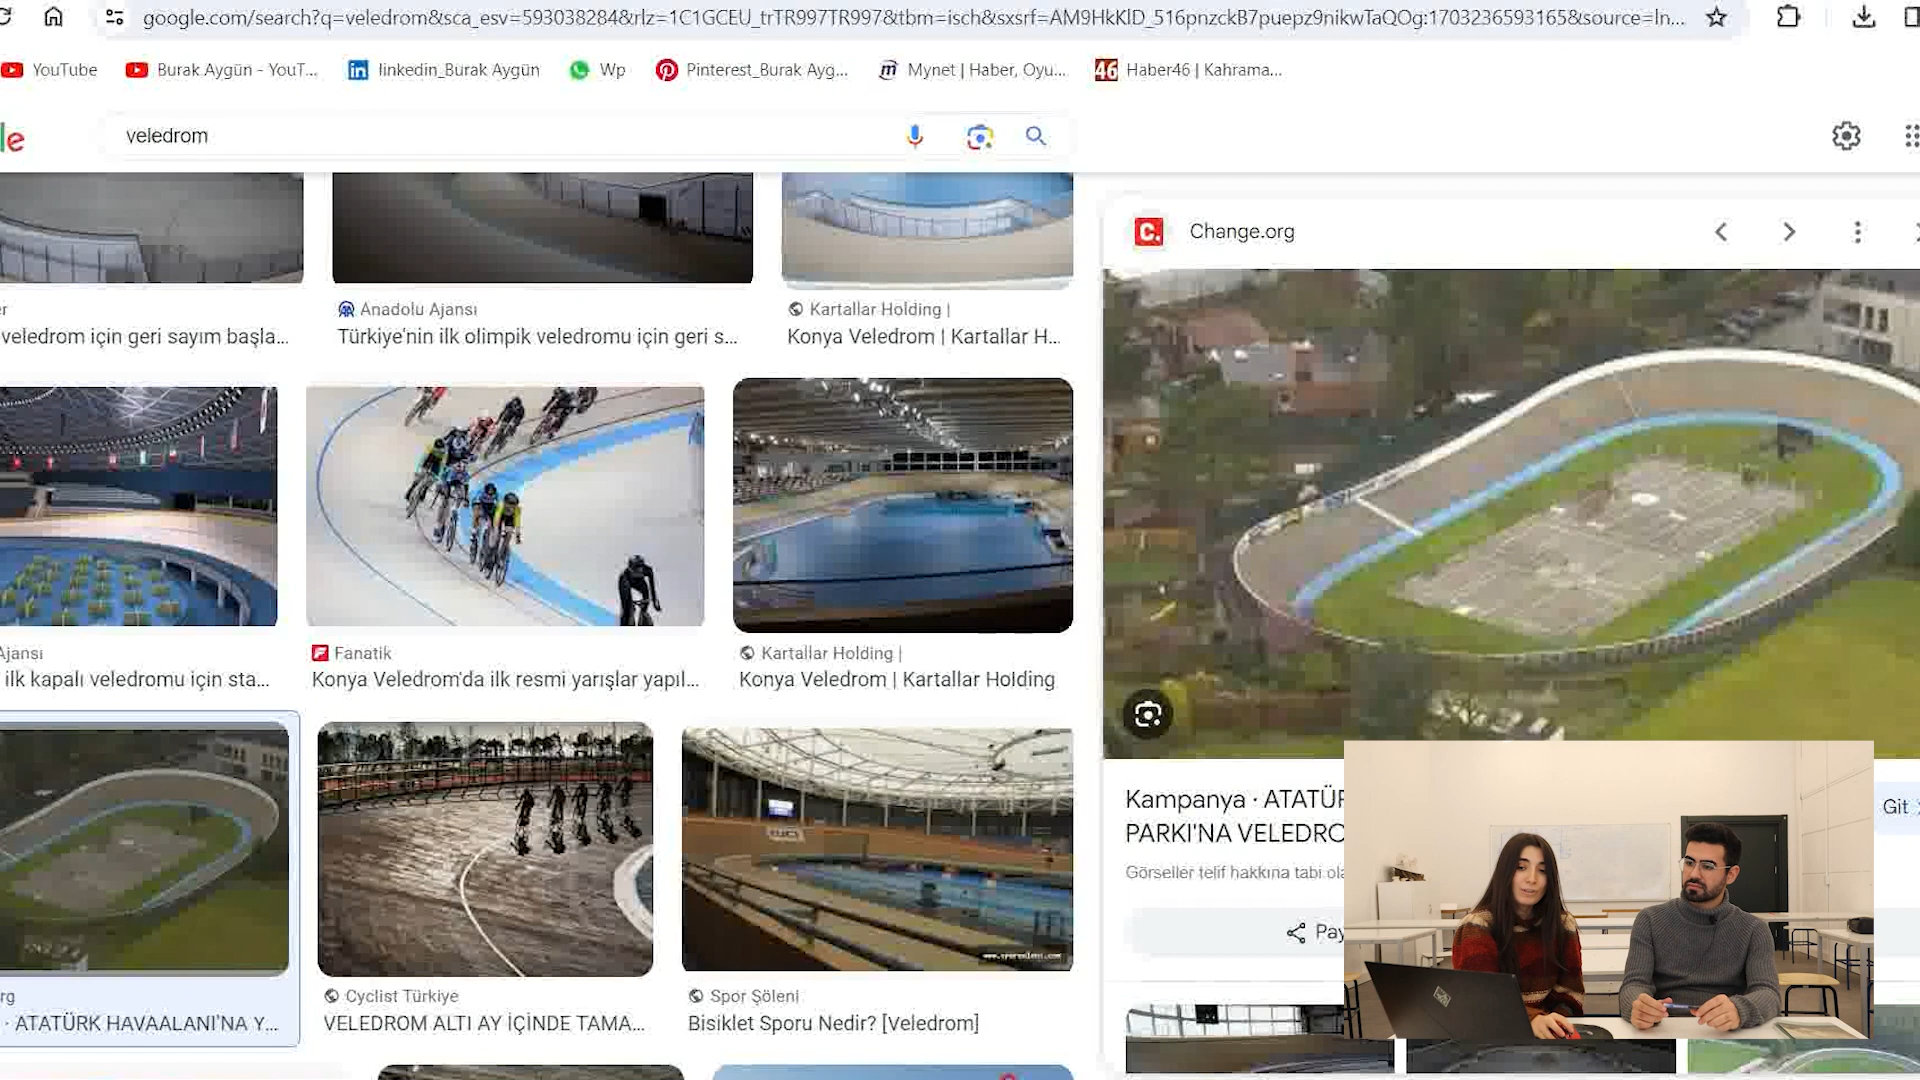 google.com/search?q=veledrom&sca_esv=593038284&rlz=1C1GCEU_trTR997TR997&tbm=isch&sxsrf=AM9HkKlD_516pnzckB7puepz9nikwTaQOg:1703236593165&source=ln...
YouTube
Burak Aygün - YouT...
linkedin_Burak Aygün
Wp
Pinterest_Burak Ayg...
Mynet | Haber, Oyu...
Haber46 | Kahrama...
le
veledrom
C. Change.org
r
Anadolu Ajansı
Kartallar Holding |
veledrom için geri sayım başla...
Türkiye'nin ilk olimpik veledromu için geri s...
Konya Veledrom | Kartallar H...
Ajansı
Fanatik
Kartallar Holding |
ilk kapalı veledromu için sta...
Konya Veledrom'da ilk resmi yarışlar yapıl...
Konya Veledrom | Kartallar Holding
Kampanya · ATATÜR
PARKI'NA VELEDRO
Git
Görseller telif hakkına tabi ola
Pay
rg
Cyclist Türkiye
Spor Şöleni
· ATATÜRK HAVAALANI'NA Y...
VELEDROM ALTI AY İÇİNDE TAMA...
Bisiklet Sporu Nedir? [Veledrom]